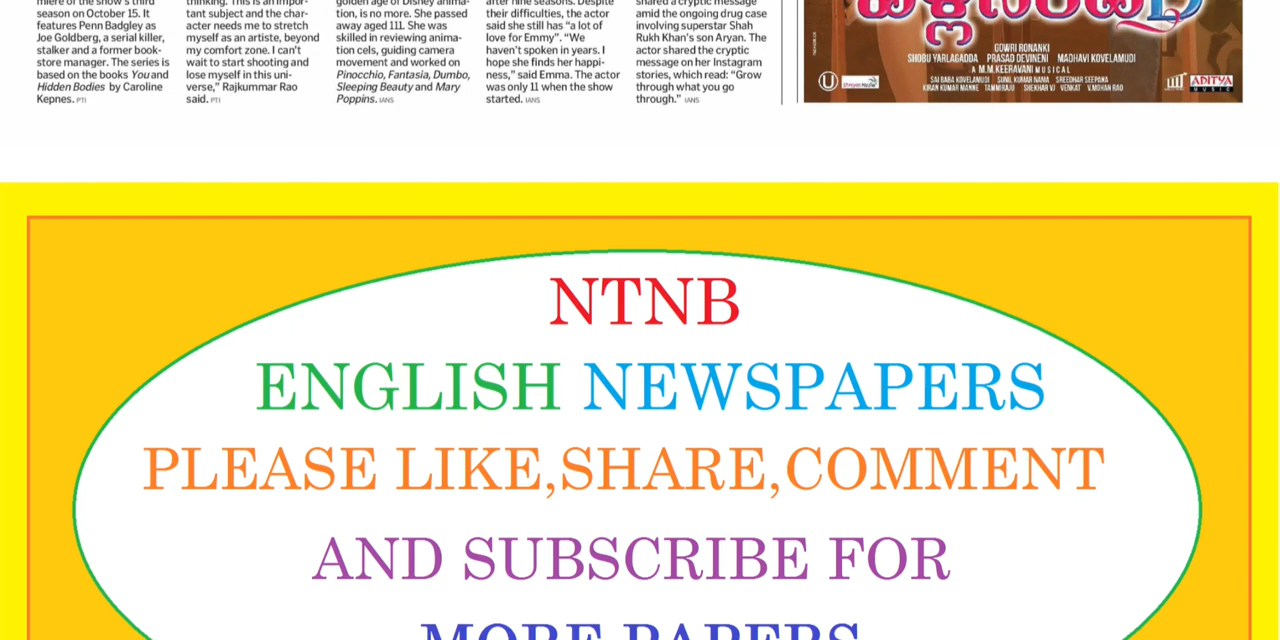 miere of the show's third
season on October 15. It
features Penn Badgley as
Joe Goldberg, a serial killer,
stalker and a former book-
store manager. The series is
based on the books You and
Hidden Bodies by Caroline
Kepnes. PTI
thinking. This is an impor-
tant subject and the char-
acter needs me to stretch
myself as an artiste, beyond
my comfort zone. I can't
wait to start shooting and
lose myself in this uni-
verse," Rajkummar Rao
said. PTI
golden age of Disney anima-
tion, is no more. She passed
away aged 111. She was
skilled in reviewing anima-
tion cels, guiding camera
movement and worked on
Pinocchio, Fantasia, Dumbo,
Sleeping Beauty and Mary
Poppins. IANS
after nine seasons. Despite
their difficulties, the actor
said she still has "a lot of
love for Emmy". "We
haven't spoken in years. I
hope she finds her happi-
ness," said Emma. The actor
was only 11 when the show
started. IANS
shared a cryptic message
amid the ongoing drug case
involving superstar Shah
Rukh Khan's son Aryan. The
actor shared the cryptic
message on her Instagram
stories, which read: "Grow
through what you go
through." IANS
GOWRI RONANKI
SHOBU YARLAGADDA PRASAD DEVINENI MADHAVI KOVELAMUDI
A M.M.KEERAVANI MUSICAL
SAI BABA KOVELAMUDI SUNIL KUMAR NAMA SREEDHAR SEEPANA
KIRAN KUMAR MANNE TAMMIRAJU SHEKHAR VJ VENKAT V.MOHAN RAO
U
Shreyas Media
ADITYA
MUSIC
NTNB
ENGLISH NEWSPAPERS
PLEASE LIKE,SHARE,COMMENT
AND SUBSCRIBE FOR
MORE PAPERS